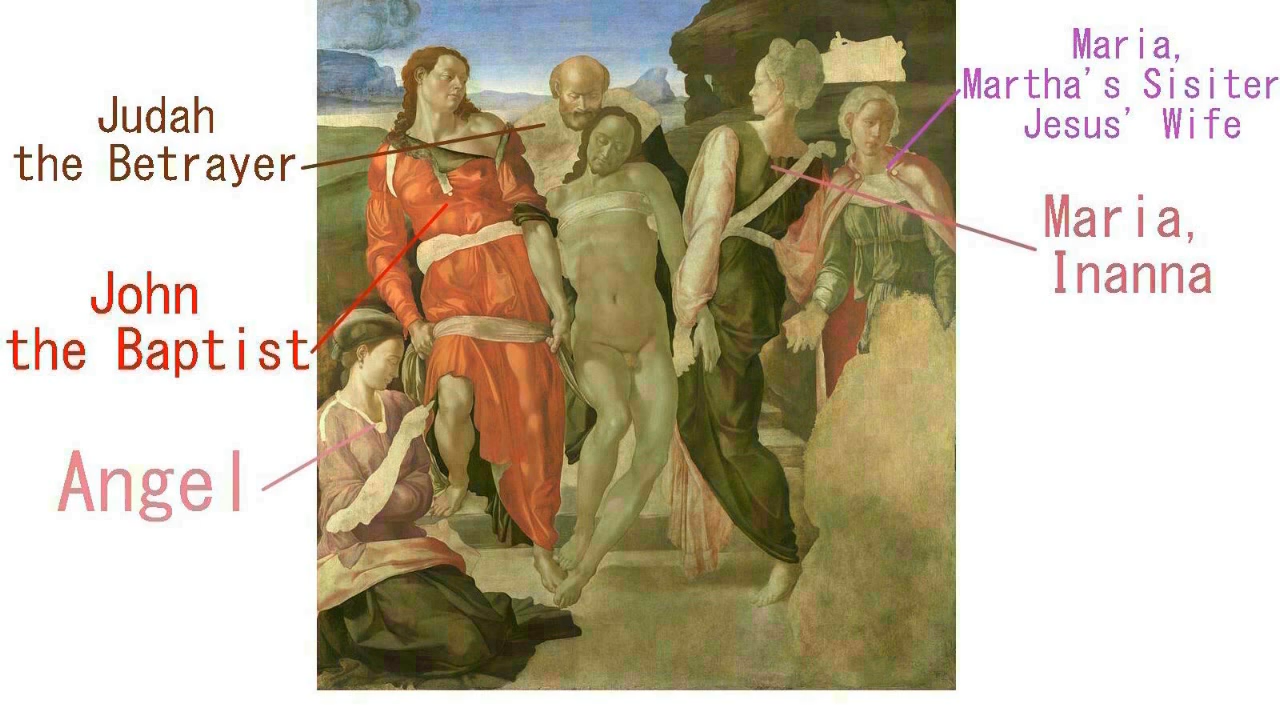 Judah
the Betrayer
John
the Baptist
Angel
Maria,
Martha's Sisiter
Jesus' Wife
Maria,
Inanna